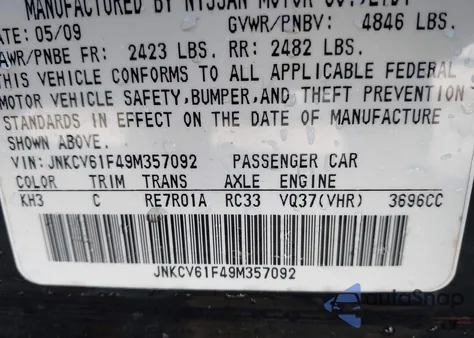 MANUFACTURED BY NISSAN MOTOR CO.,LTD.
DATE: 05/09 GVWR/PNBV: 4846 LBS.
GAWR/PNBE FR: 2423 LBS. RR: 2482 LBS.
THIS VEHICLE CONFORMS TO ALL APPLICABLE FEDERAL
MOTOR VEHICLE SAFETY, BUMPER, AND THEFT PREVENTION
STANDARDS IN EFFECT ON THE DATE OF MANUFACTURE
SHOWN ABOVE.
VIN: JNKCV61F49M357092 PASSENGER CAR
COLOR TRIM TRANS AXLE ENGINE
KH3 C RE7R01A RC33 VQ37(VHR) 3696CC
JNKCV61F49M357092
AutoSnap